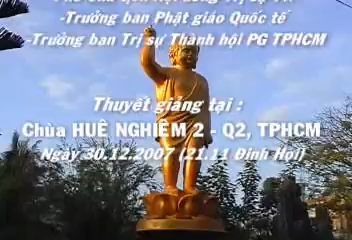 -Trưởng ban Phật giáo Quốc tế
-Trưởng ban Trị sự Thành hội PG TPHCM
Thuyết giảng tại :
Chùa HUÊ NGHIÊM 2 - Q2, TPHCM
Ngày 30.12.2007 (21.11 Đinh Hợi)